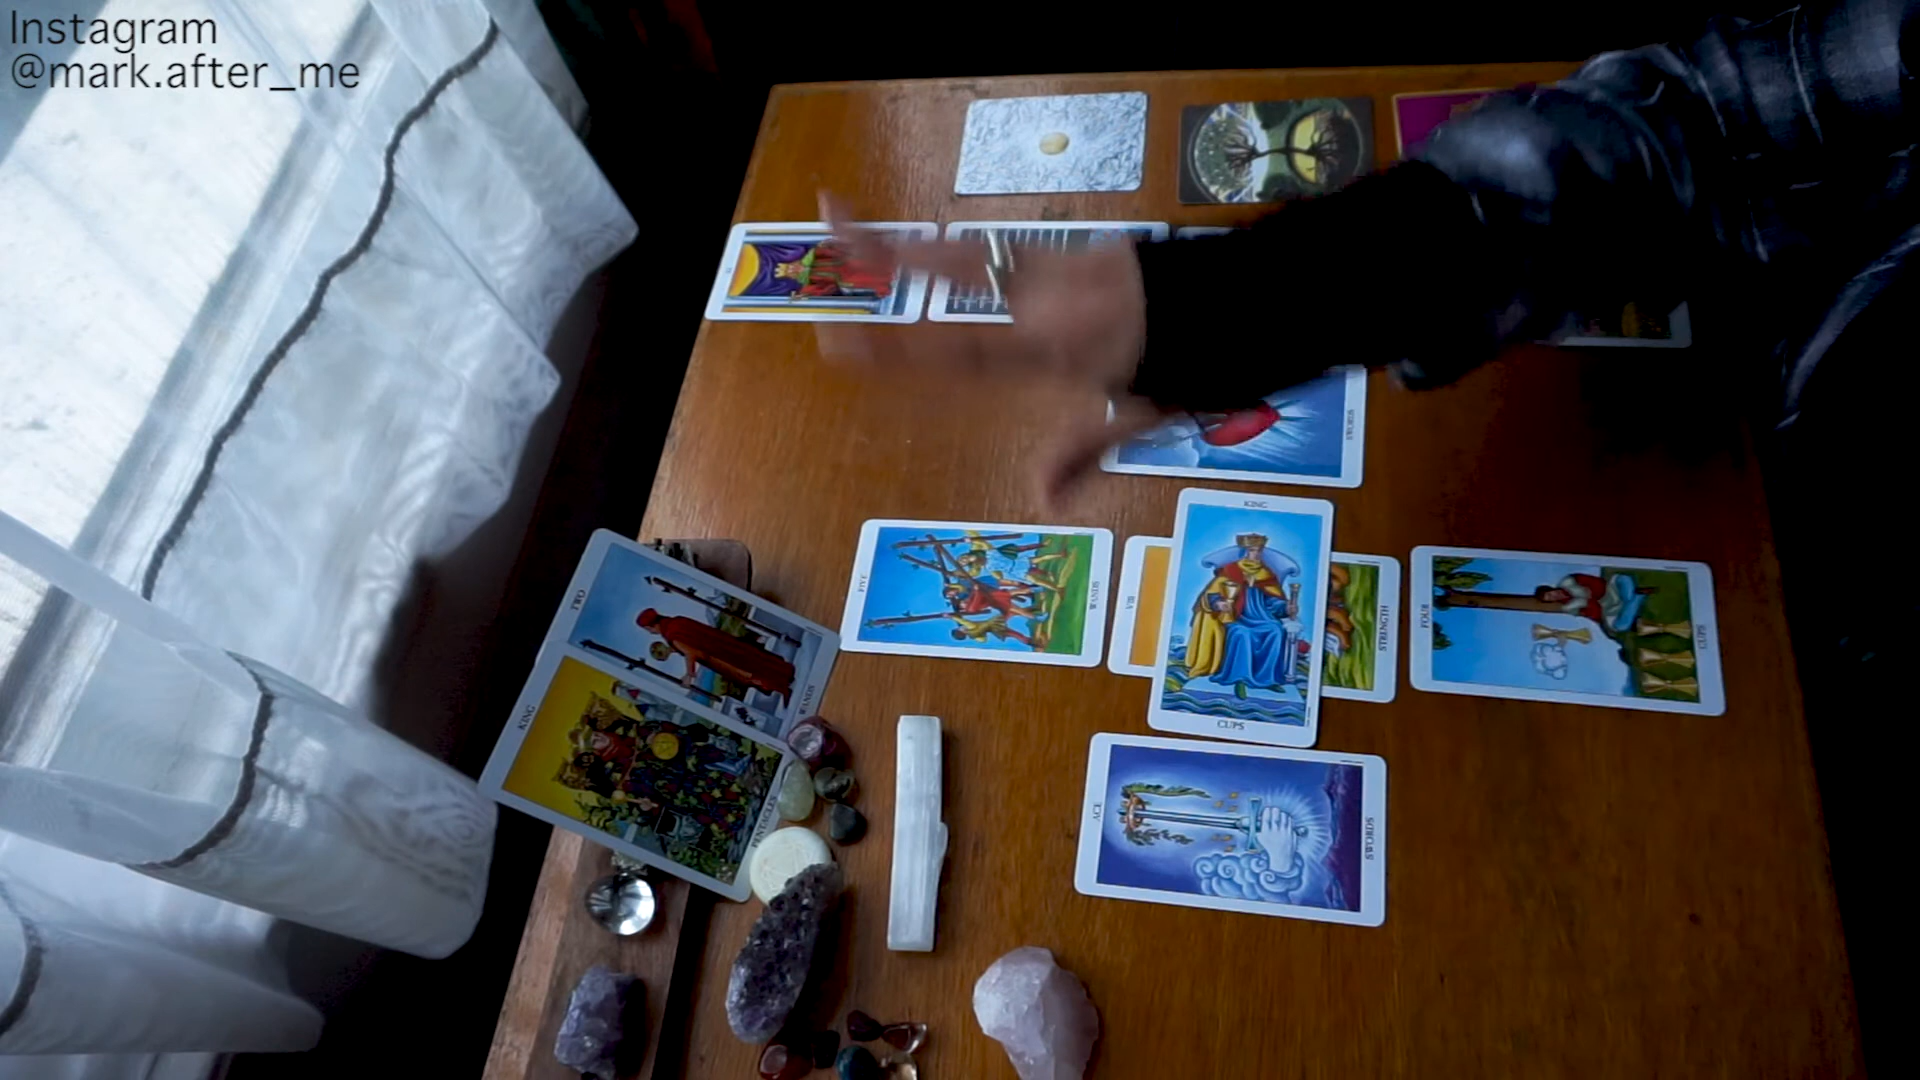 Instagram
@mark.after_me
SWORDS
KING
TWO
WANDS
FIVE
WANDS
VIII
STRENGTH
FOUR
CUPS
CUPS
KING
PENTACLES
ACE
SWORDS